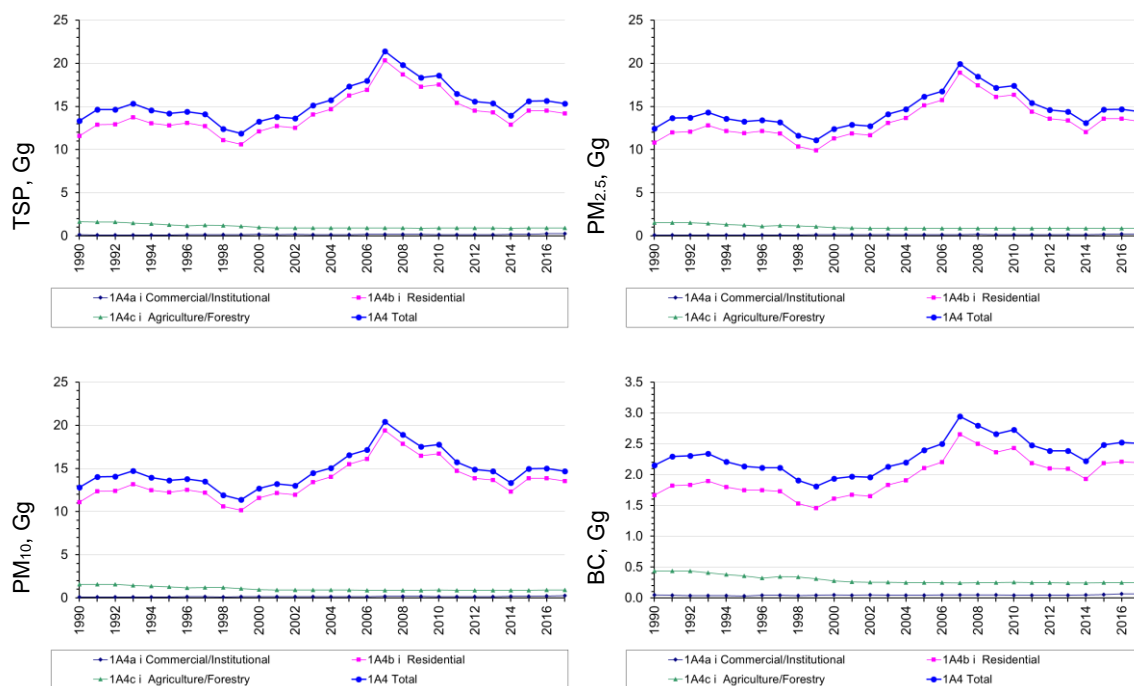 25
20
15
10
5
0
TSP, Gg
1990 1992 1994 1996 1998 2000 2002 2004 2006 2008 2010 2012 2014 2016
1A4a i Commercial/Institutional 1A4b i Residential
1A4c i Agriculture/Forestry 1A4 Total
25
20
15
10
5
0
PM2.5, Gg
1990 1992 1994 1996 1998 2000 2002 2004 2006 2008 2010 2012 2014 2016
1A4a i Commercial/Institutional 1A4b i Residential
1A4c i Agriculture/Forestry 1A4 Total
25
20
15
10
5
0
PM10, Gg
1990 1992 1994 1996 1998 2000 2002 2004 2006 2008 2010 2012 2014 2016
1A4a i Commercial/Institutional 1A4b i Residential
1A4c i Agriculture/Forestry 1A4 Total
3.5
3.0
2.5
2.0
1.5
1.0
0.5
0.0
BC, Gg
1990 1992 1994 1996 1998 2000 2002 2004 2006 2008 2010 2012 2014 2016
1A4a i Commercial/Institutional 1A4b i Residential
1A4c i Agriculture/Forestry 1A4 Total